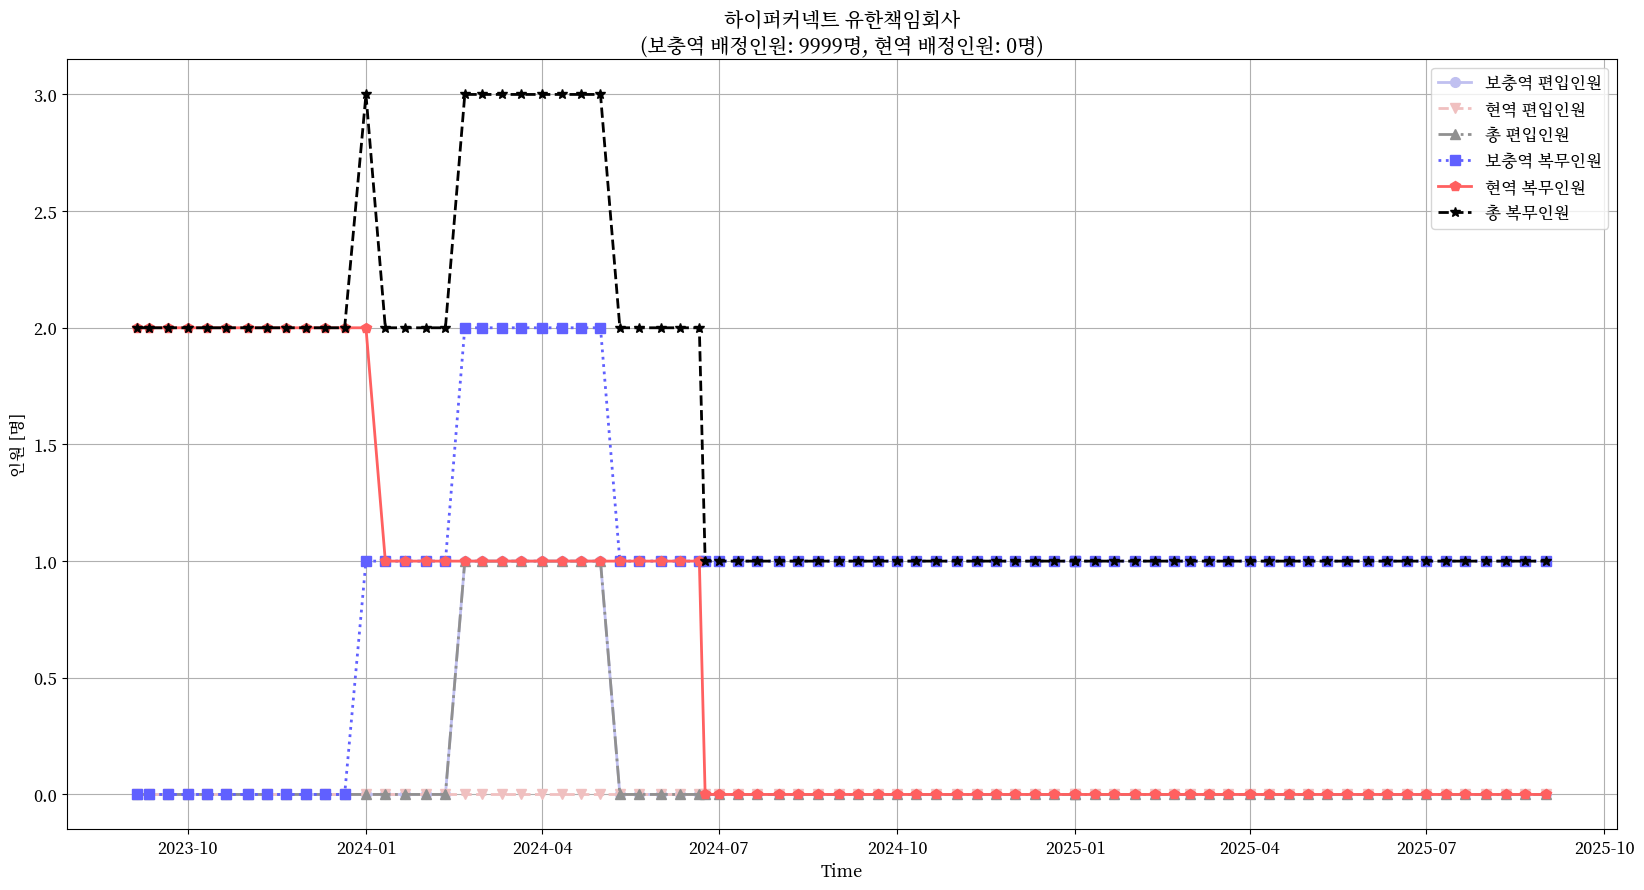 하이퍼커넥트 유한책임회사
(보충역 배정인원: 9999명, 현역 배정인원: 0명)
보충역 편입인원
현역 편입인원
총 편입인원
보충역 복무인원
현역 복무인원
총 복무인원
인원 [명]
3.0
2.5
2.0
1.5
1.0
0.5
0.0
2023-10
2024-01
2024-04
2024-07
2024-10
2025-01
2025-04
2025-07
2025-10
Time